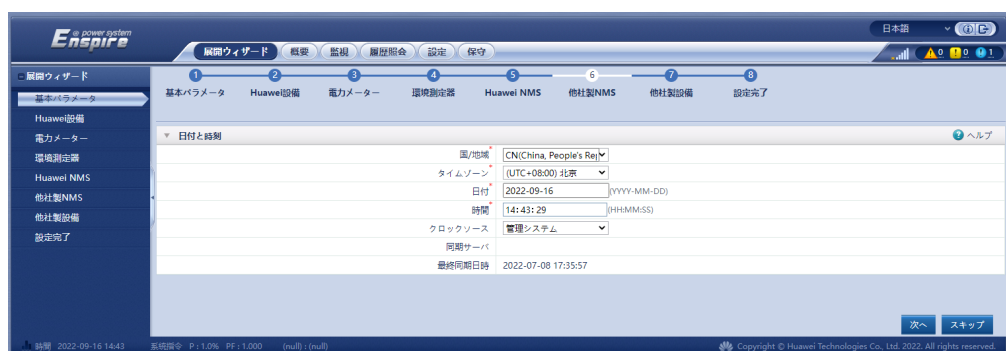 e power system
Enspire
日本語
展開ウィザード 概要 監視 履歴照会 設定 保守
0 0 1
展開ウィザード
基本パラメータ
Huawei設備
電力メーター
環境測定器
Huawei NMS
他社製NMS
他社製設備
設定完了
1 2 3 4 5 6 7 8
基本パラメータ Huawei設備 電力メーター 環境測定器 Huawei NMS 他社製NMS 他社製設備 設定完了
日付と時刻
ヘルプ
国/地域* CN(China, People's Rep
タイムゾーン* (UTC+08:00) 北京
日付* 2022-09-16 (YYYY-MM-DD)
時間* 14:43:29 (HH:MM:SS)
クロックソース 管理システム
同期サーバ
最終同期日時 2022-07-08 17:35:57
次へ スキップ
時間 2022-09-16 14:43
系統指令 P:1.0% PF:1.000 (null):(null)
Copyright © Huawei Technologies Co., Ltd. 2022. All rights reserved.